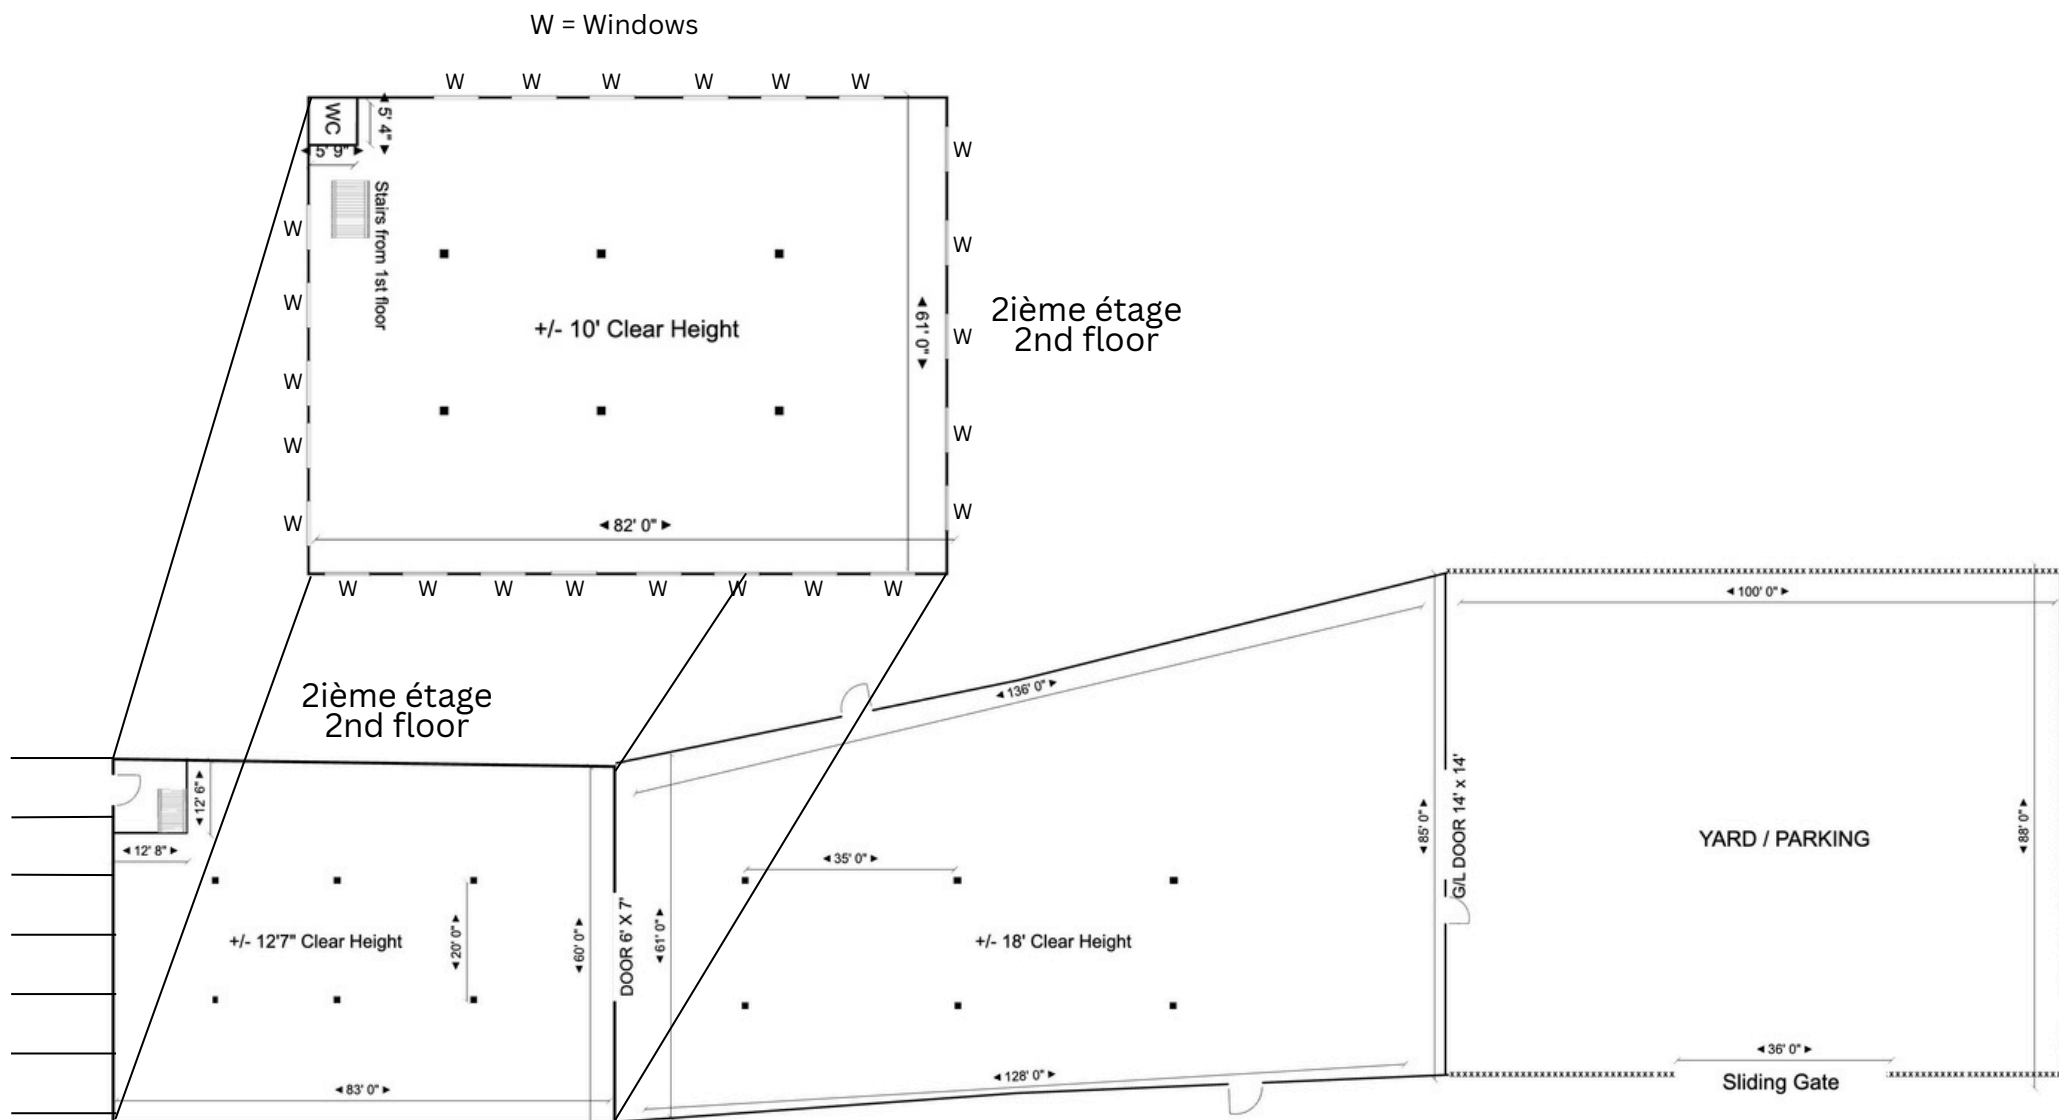 W = Windows
W W W W W W
WC
5' 4"
5' 9"
W
W
W
W
W
Stairs from 1st floor
+/- 10' Clear Height
61' 0"
W
W
W
W
W
2ième étage
2nd floor
82' 0"
W W W W W W W W
2ième étage
2nd floor
12' 6"
12' 8"
+/- 12'7" Clear Height
20' 0"
60' 0"
83' 0"
DOOR 6' X 7'
61' 0"
136' 0"
35' 0"
+/- 18' Clear Height
128' 0"
85' 0"
G/L DOOR 14' x 14'
100' 0"
YARD / PARKING
88' 0"
36' 0"
Sliding Gate